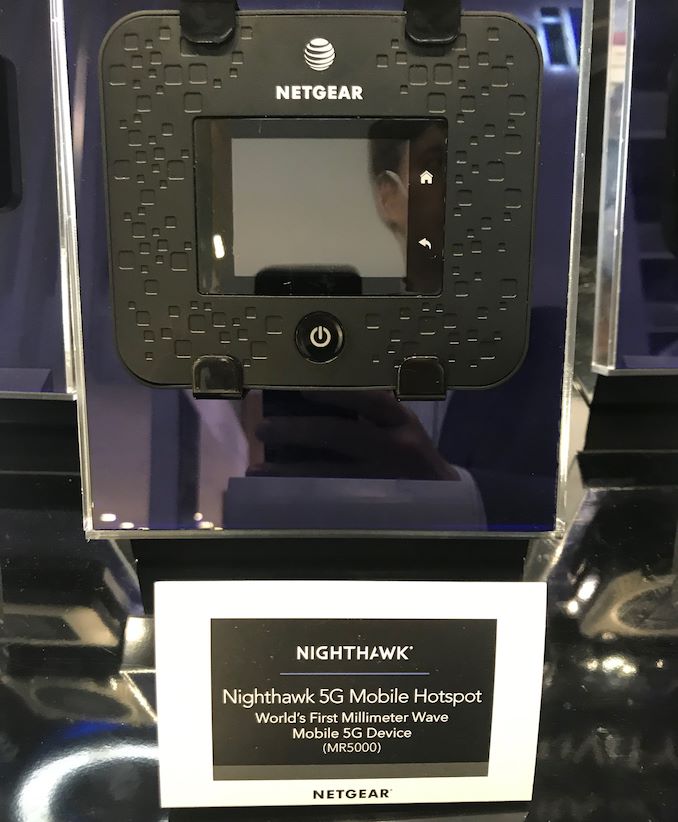 NETGEAR
NIGHTHAWK®
Nighthawk 5G Mobile Hotspot
World's First Millimeter Wave
Mobile 5G Device
(MR5000)
NETGEAR®